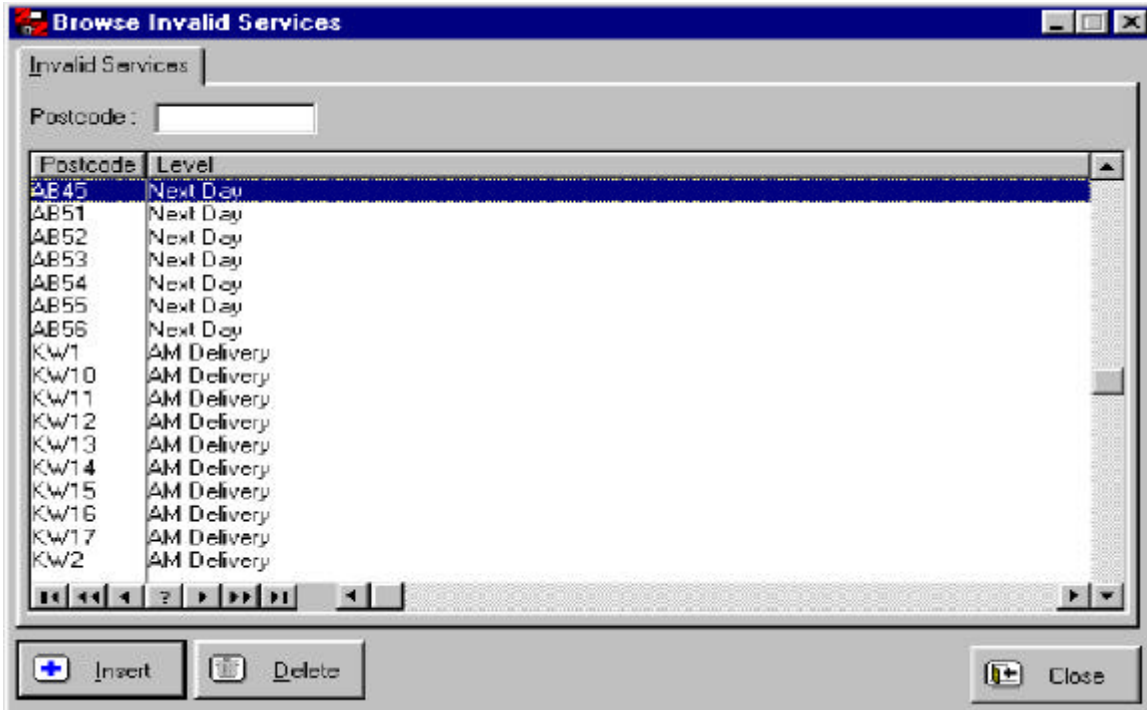 Browse Invalid Services
Invalid Services
Postcode :
Postcode Level
AB45 Next Day
AB51 Next Day
AB52 Next Day
AB53 Next Day
AB54 Next Day
AB55 Next Day
AB56 Next Day
KW1 AM Delivery
KW10 AM Delivery
KW11 AM Delivery
KW12 AM Delivery
KW13 AM Delivery
KW14 AM Delivery
KW15 AM Delivery
KW16 AM Delivery
KW17 AM Delivery
KW2 AM Delivery
?
Insert Delete Close